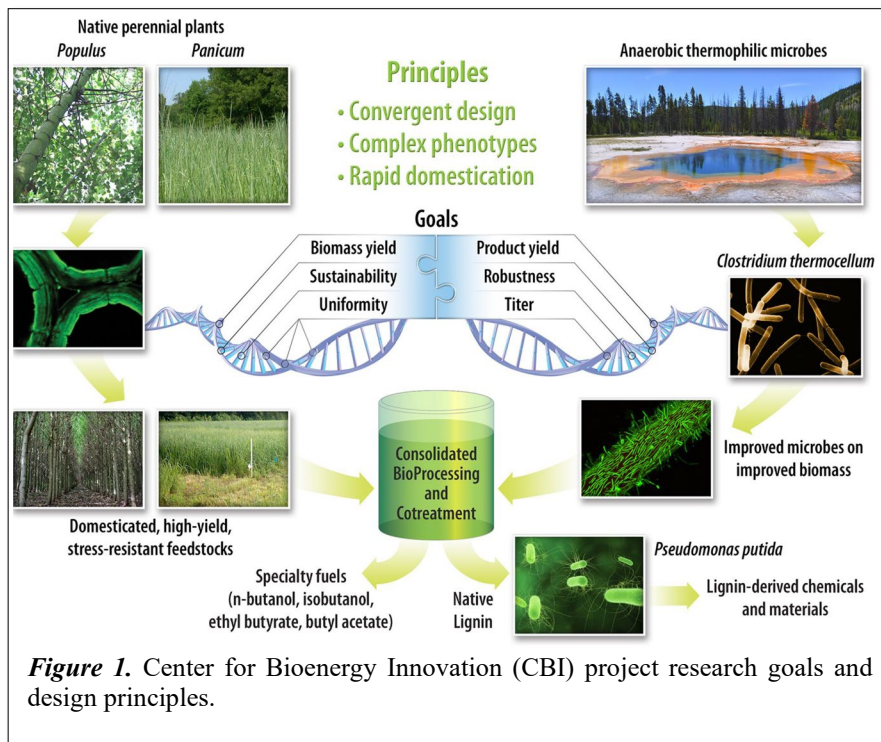 Native perennial plants
Populus
Panicum
Principles
• Convergent design
• Complex phenotypes
• Rapid domestication
Anaerobic thermophilic microbes
Goals
Biomass yield
Sustainability
Uniformity
Product yield
Robustness
Titer
Clostridium thermocellum
Improved microbes on
improved biomass
Consolidated
BioProcessing
and
Cotreatment
Domesticated, high-yield,
stress-resistant feedstocks
Specialty fuels
(n-butanol, isobutanol,
ethyl butyrate, butyl acetate)
Native
Lignin
Pseudomonas putida
Lignin-derived chemicals
and materials
Figure 1. Center for Bioenergy Innovation (CBI) project research goals and
design principles.